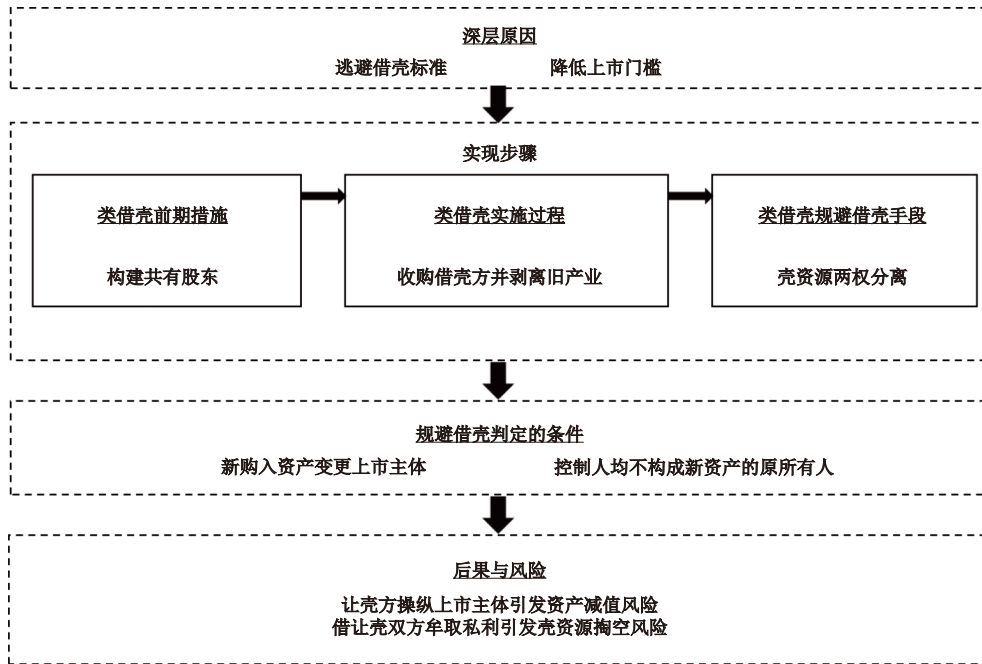 深层原因
逃避借壳标准 降低上市门槛
实现步骤
类借壳前期措施
构建共有股东
类借壳实施过程
收购借壳方并剥离旧产业
类借壳规避借壳手段
壳资源两权分离
规避借壳判定的条件
新购入资产变更上市主体 控制人均不构成新资产的原所有人
后果与风险
让壳方操纵上市主体引发资产减值风险
借让壳双方牟取私利引发壳资源掏空风险